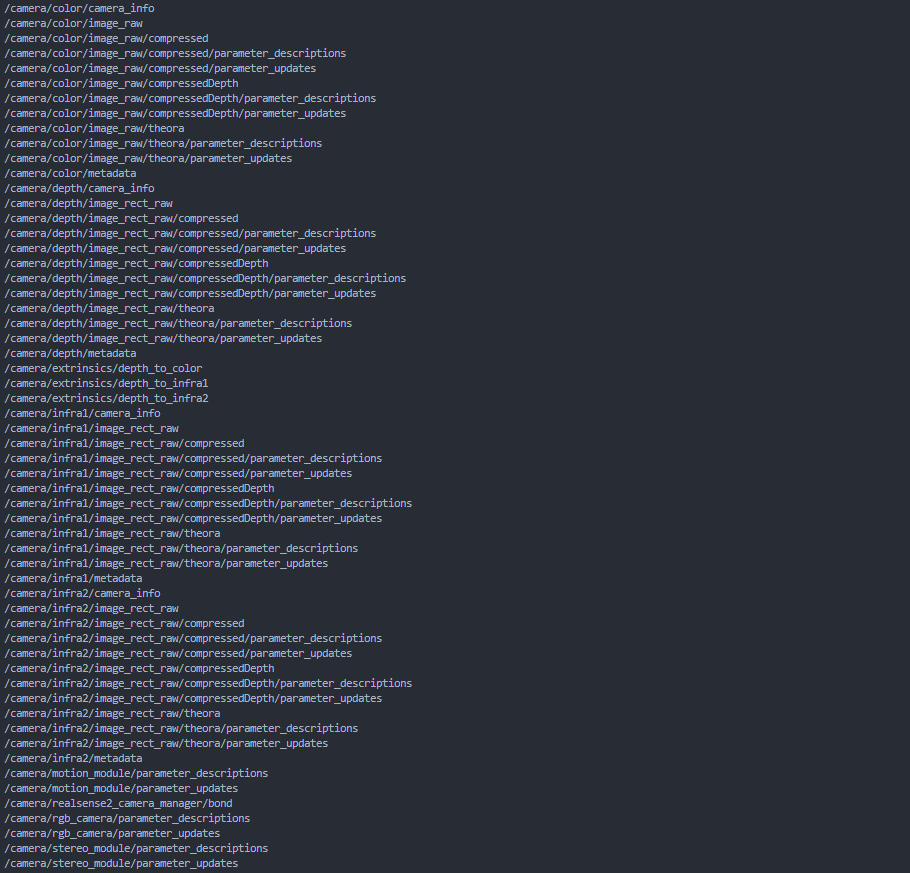 /camera/color/camera_info
/camera/color/image_raw
/camera/color/image_raw/compressed
/camera/color/image_raw/compressed/parameter_descriptions
/camera/color/image_raw/compressed/parameter_updates
/camera/color/image_raw/compressedDepth
/camera/color/image_raw/compressedDepth/parameter_descriptions
/camera/color/image_raw/compressedDepth/parameter_updates
/camera/color/image_raw/theora
/camera/color/image_raw/theora/parameter_descriptions
/camera/color/image_raw/theora/parameter_updates
/camera/color/metadata
/camera/depth/camera_info
/camera/depth/image_rect_raw
/camera/depth/image_rect_raw/compressed
/camera/depth/image_rect_raw/compressed/parameter_descriptions
/camera/depth/image_rect_raw/compressed/parameter_updates
/camera/depth/image_rect_raw/compressedDepth
/camera/depth/image_rect_raw/compressedDepth/parameter_descriptions
/camera/depth/image_rect_raw/compressedDepth/parameter_updates
/camera/depth/image_rect_raw/theora
/camera/depth/image_rect_raw/theora/parameter_descriptions
/camera/depth/image_rect_raw/theora/parameter_updates
/camera/depth/metadata
/camera/extrinsics/depth_to_color
/camera/extrinsics/depth_to_infra1
/camera/extrinsics/depth_to_infra2
/camera/infra1/camera_info
/camera/infra1/image_rect_raw
/camera/infra1/image_rect_raw/compressed
/camera/infra1/image_rect_raw/compressed/parameter_descriptions
/camera/infra1/image_rect_raw/compressed/parameter_updates
/camera/infra1/image_rect_raw/compressedDepth
/camera/infra1/image_rect_raw/compressedDepth/parameter_descriptions
/camera/infra1/image_rect_raw/compressedDepth/parameter_updates
/camera/infra1/image_rect_raw/theora
/camera/infra1/image_rect_raw/theora/parameter_descriptions
/camera/infra1/image_rect_raw/theora/parameter_updates
/camera/infra1/metadata
/camera/infra2/camera_info
/camera/infra2/image_rect_raw
/camera/infra2/image_rect_raw/compressed
/camera/infra2/image_rect_raw/compressed/parameter_descriptions
/camera/infra2/image_rect_raw/compressed/parameter_updates
/camera/infra2/image_rect_raw/compressedDepth
/camera/infra2/image_rect_raw/compressedDepth/parameter_descriptions
/camera/infra2/image_rect_raw/compressedDepth/parameter_updates
/camera/infra2/image_rect_raw/theora
/camera/infra2/image_rect_raw/theora/parameter_descriptions
/camera/infra2/image_rect_raw/theora/parameter_updates
/camera/infra2/metadata
/camera/motion_module/parameter_descriptions
/camera/motion_module/parameter_updates
/camera/realsense2_camera_manager/bond
/camera/rgb_camera/parameter_descriptions
/camera/rgb_camera/parameter_updates
/camera/stereo_module/parameter_descriptions
/camera/stereo_module/parameter_updates